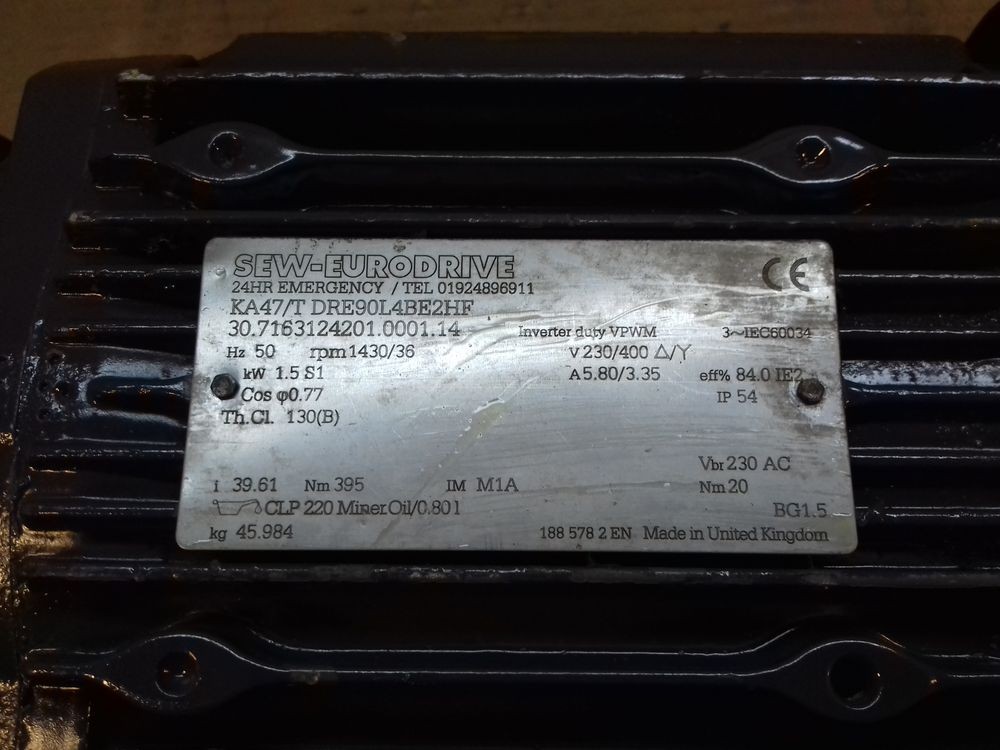 SEW-EURODRIVE CE
24HR EMERGENCY / TEL 01924896911
KA47/T DRE90L4BE2HF
30.7163124201.0001.14 Inverter duty VPWM 3~IEC60034
Hz 50 rpm 1430/36 V 230/400 Δ/Y
kW 1.5 S1 A 5.80/3.35 eff% 84.0 IE2
Cos φ0.77 IP 54
Th.Cl. 130(B)
Vbr 230 AC
i 39.61 Nm 395 IM M1A Nm 20
CLP 220 Miner.Oil/0.80 l BG1.5
kg 45.984 188 578 2 EN Made in United Kingdom